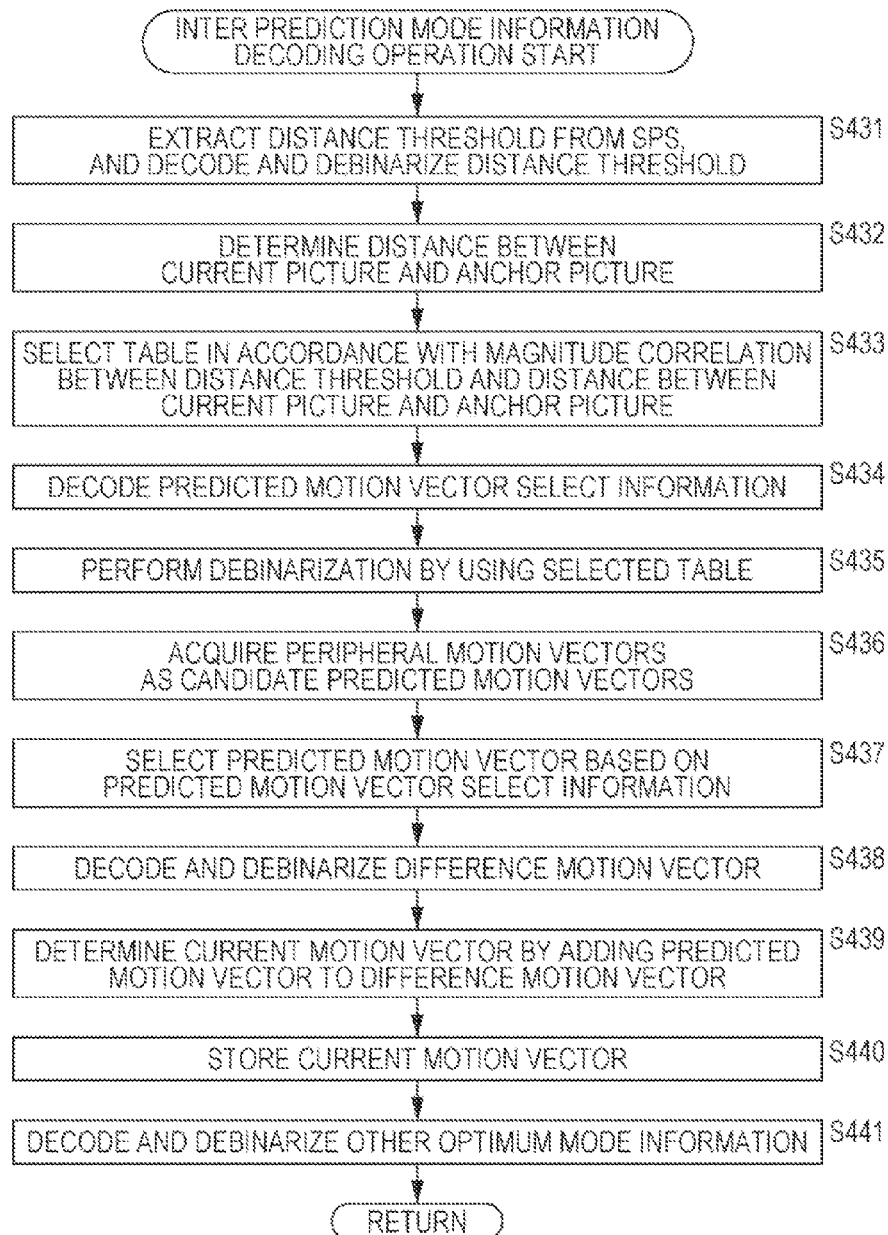 INTER PREDICTION MODE INFORMATION
DECODING OPERATION START
S431
EXTRACT DISTANCE THRESHOLD FROM SPS,
AND DECODE AND DEBINARIZE DISTANCE THRESHOLD
S432
DETERMINE DISTANCE BETWEEN
CURRENT PICTURE AND ANCHOR PICTURE
S433
SELECT TABLE IN ACCORDANCE WITH MAGNITUDE CORRELATION
BETWEEN DISTANCE THRESHOLD AND DISTANCE BETWEEN
CURRENT PICTURE AND ANCHOR PICTURE
S434
DECODE PREDICTED MOTION VECTOR SELECT INFORMATION
S435
PERFORM DEBINARIZATION BY USING SELECTED TABLE
S436
ACQUIRE PERIPHERAL MOTION VECTORS
AS CANDIDATE PREDICTED MOTION VECTORS
S437
SELECT PREDICTED MOTION VECTOR BASED ON
PREDICTED MOTION VECTOR SELECT INFORMATION
S438
DECODE AND DEBINARIZE DIFFERENCE MOTION VECTOR
S439
DETERMINE CURRENT MOTION VECTOR BY ADDING PREDICTED
MOTION VECTOR TO DIFFERENCE MOTION VECTOR
S440
STORE CURRENT MOTION VECTOR
S441
DECODE AND DEBINARIZE OTHER OPTIMUM MODE INFORMATION
RETURN